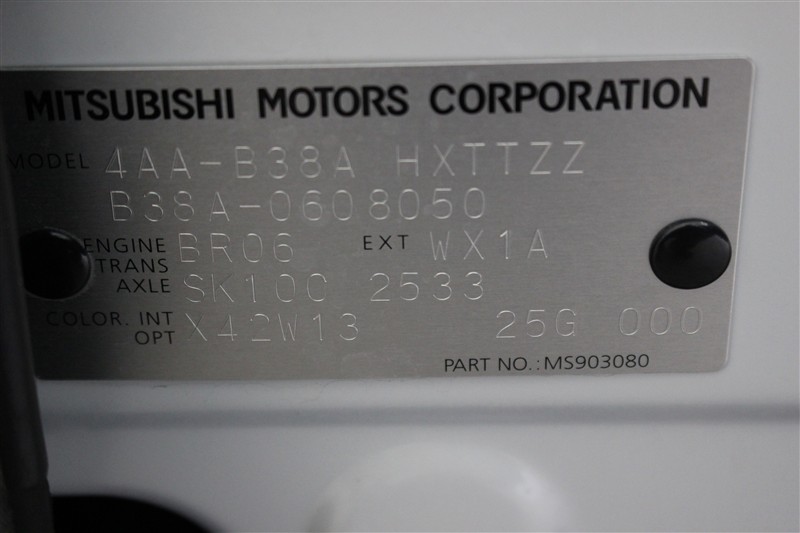 MITSUBISHI MOTORS CORPORATION
MODEL 4AA-B38A HXTTZZ
B38A-0608050
ENGINE BR06 EXT WX1A
TRANS
AXLE SK100 2533
COLOR. INT
OPT X42W13 25G 000
PART NO.: MS903080